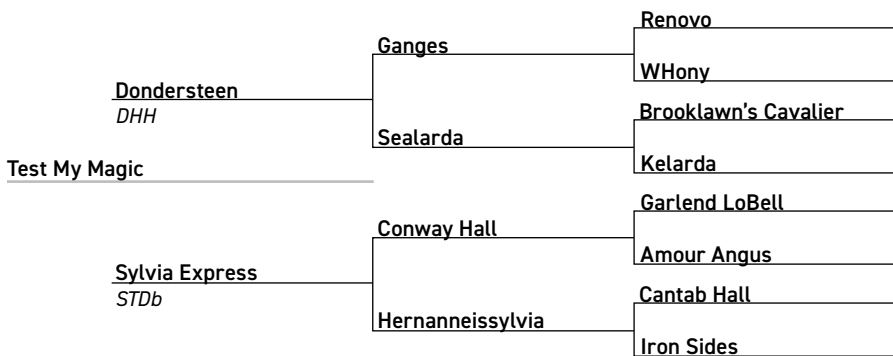 Renovo
Ganges
WHony
Dondersteen
DHH
Brooklawn's Cavalier
Sealarda
Kelarda
Test My Magic
Garlend LoBell
Conway Hall
Amour Angus
Sylvia Express
STDb
Cantab Hall
Hernanneissylvia
Iron Sides